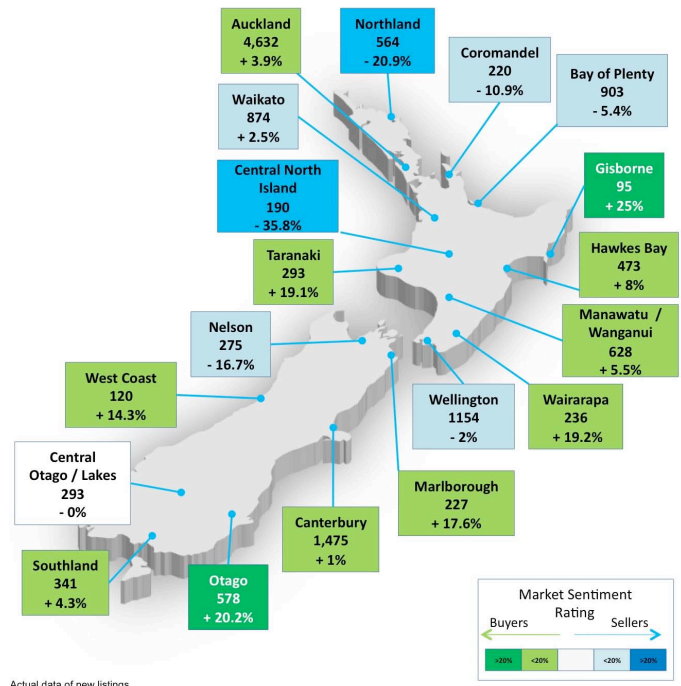 Auckland
4,632
+ 3.9%
Northland
564
- 20.9%
Coromandel
220
- 10.9%
Bay of Plenty
903
- 5.4%
Waikato
874
+ 2.5%
Central North
Island
190
- 35.8%
Gisborne
95
+ 25%
Taranaki
293
+ 19.1%
Hawkes Bay
473
+ 8%
Manawatu /
Wanganui
628
+ 5.5%
Nelson
275
- 16.7%
West Coast
120
+ 14.3%
Wellington
1154
- 2%
Wairarapa
236
+ 19.2%
Central
Otago / Lakes
293
- 0%
Marlborough
227
+ 17.6%
Canterbury
1,475
+ 1%
Southland
341
+ 4.3%
Otago
578
+ 20.2%
Market Sentiment
Rating
Buyers Sellers
>20% <20% <20% >20%
Actual data of new listings